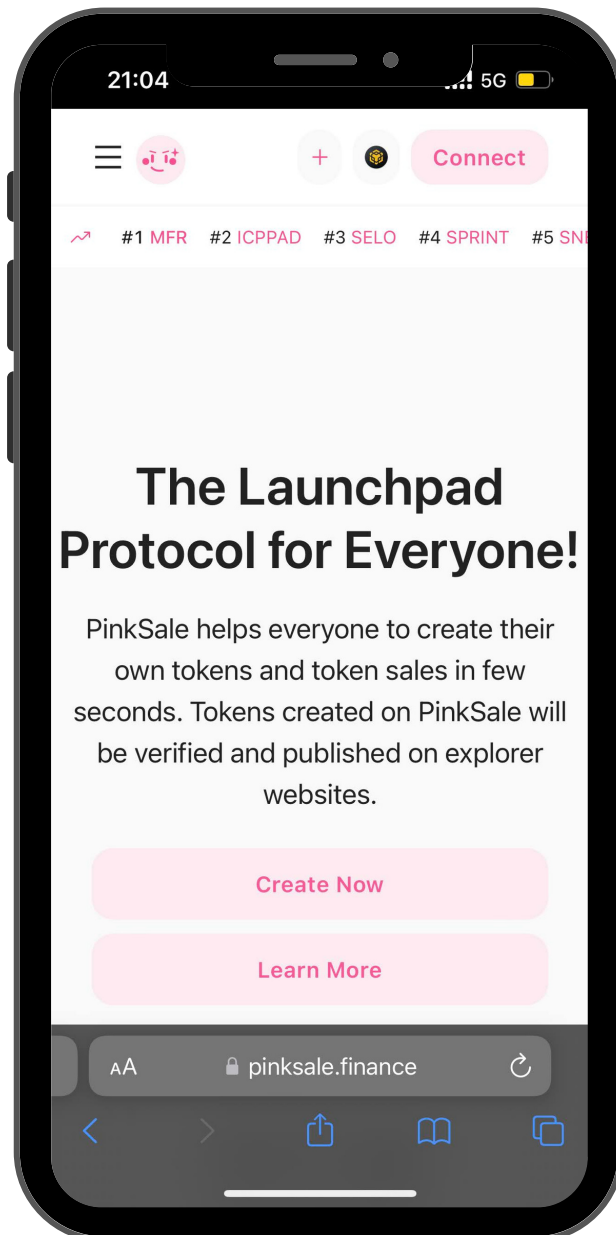 21:04 5G
+ Connect
#1 MFR #2 ICPPAD #3 SELO #4 SPRINT #5
The Launchpad
Protocol for Everyone!
PinkSale helps everyone to create their
own tokens and token sales in few
seconds. Tokens created on PinkSale will
be verified and published on explorer
websites.
Create Now
Learn More
AA pinksale.finance